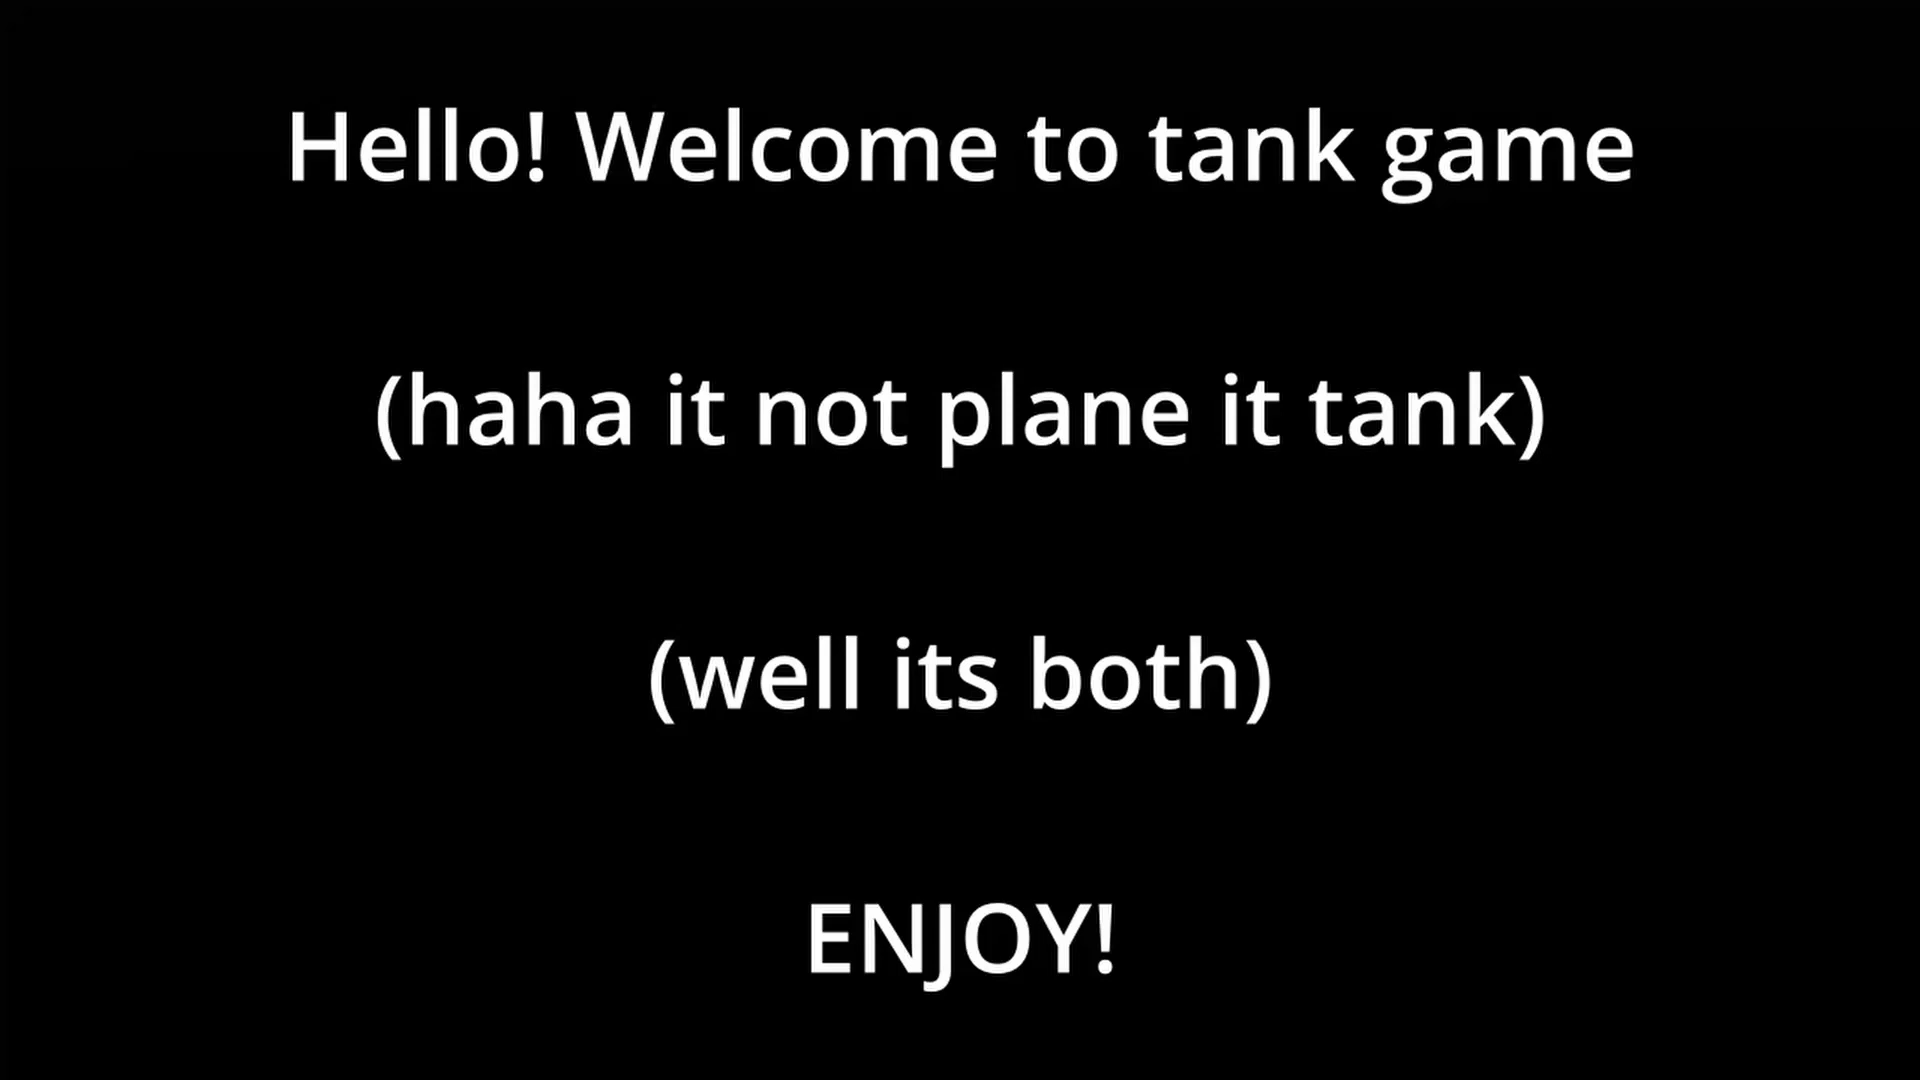 Hello! Welcome to tank game
(haha it not plane it tank)
(well its both)
ENJOY!